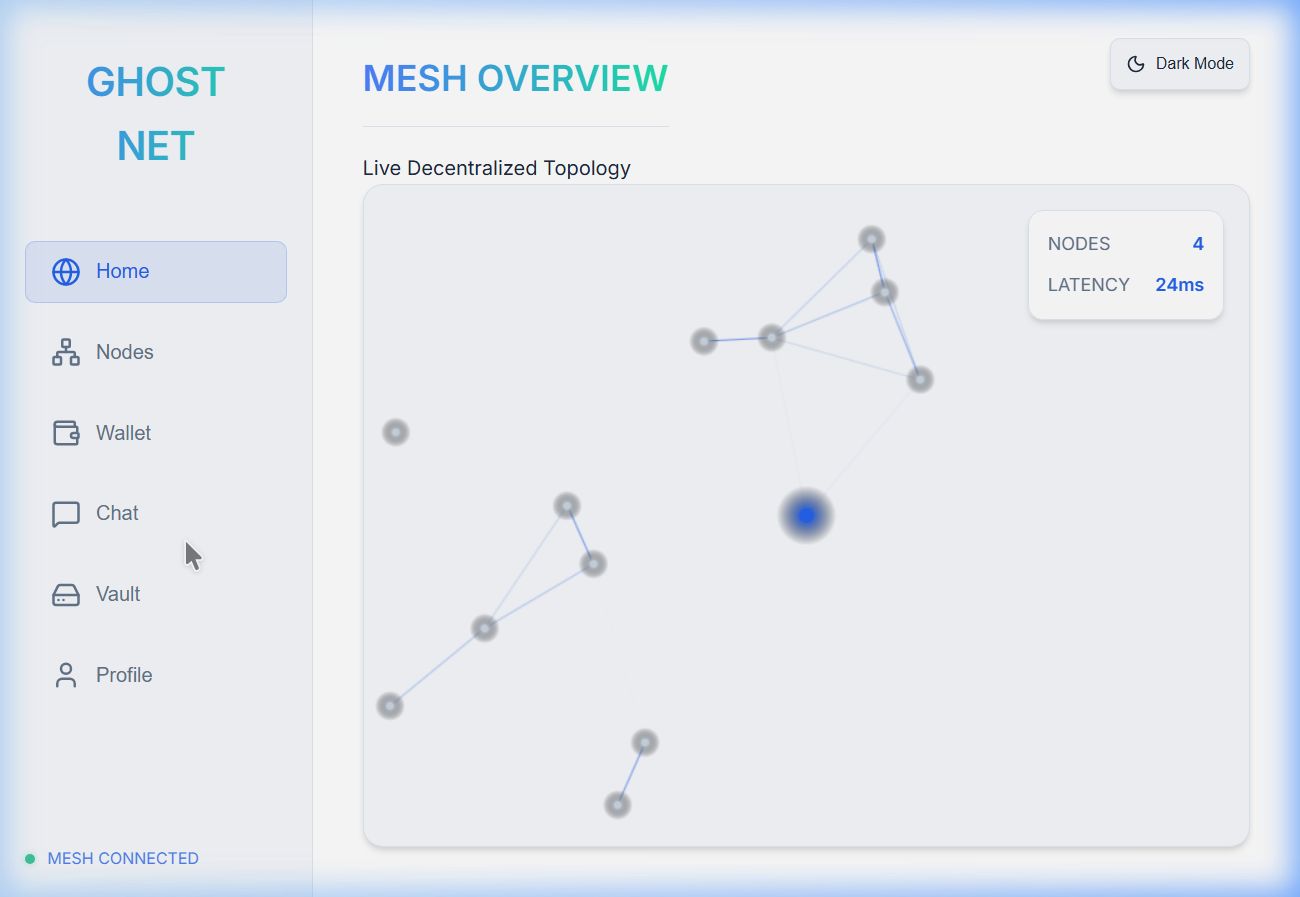 GHOST
NET
Home
Nodes
Wallet
Chat
Vault
Profile
MESH CONNECTED
MESH OVERVIEW
Dark Mode
Live Decentralized Topology
NODES 4
LATENCY 24ms